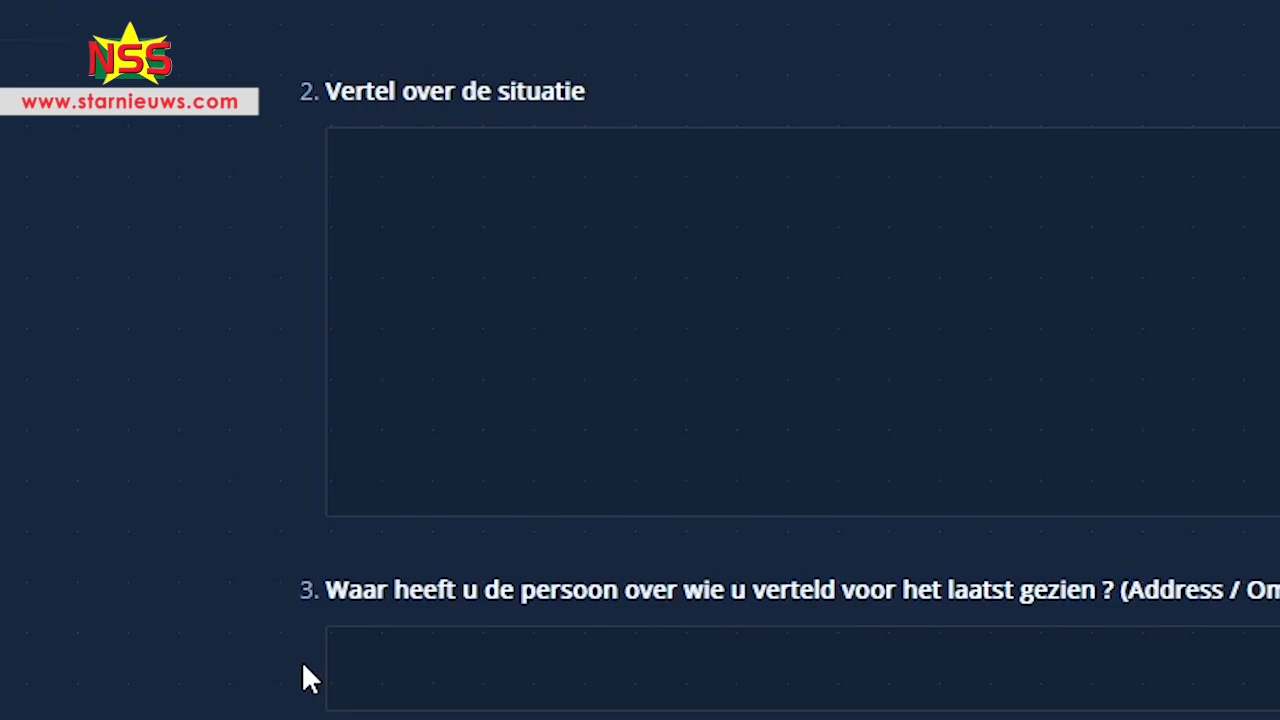 NSS
www.starnieuws.com
2. Vertel over de situatie
3. Waar heeft u de persoon over wie u verteld voor het laatst gezien ? (Address /